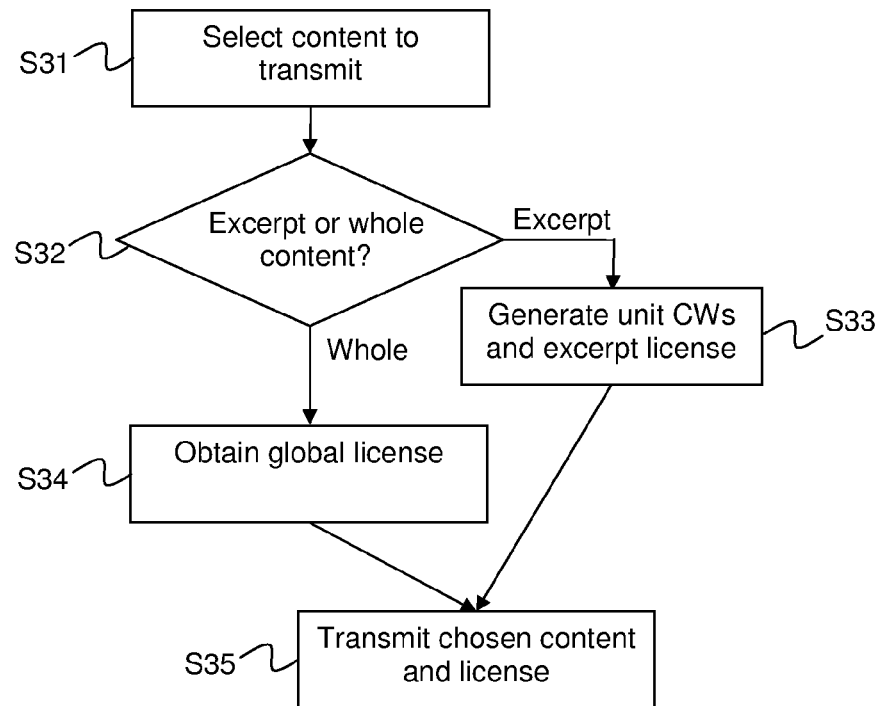 Select content to
transmit
S31
Excerpt or whole
content?
S32
Excerpt
Generate unit CWs
and excerpt license
S33
Whole
Obtain global license
S34
Transmit chosen content
and license
S35